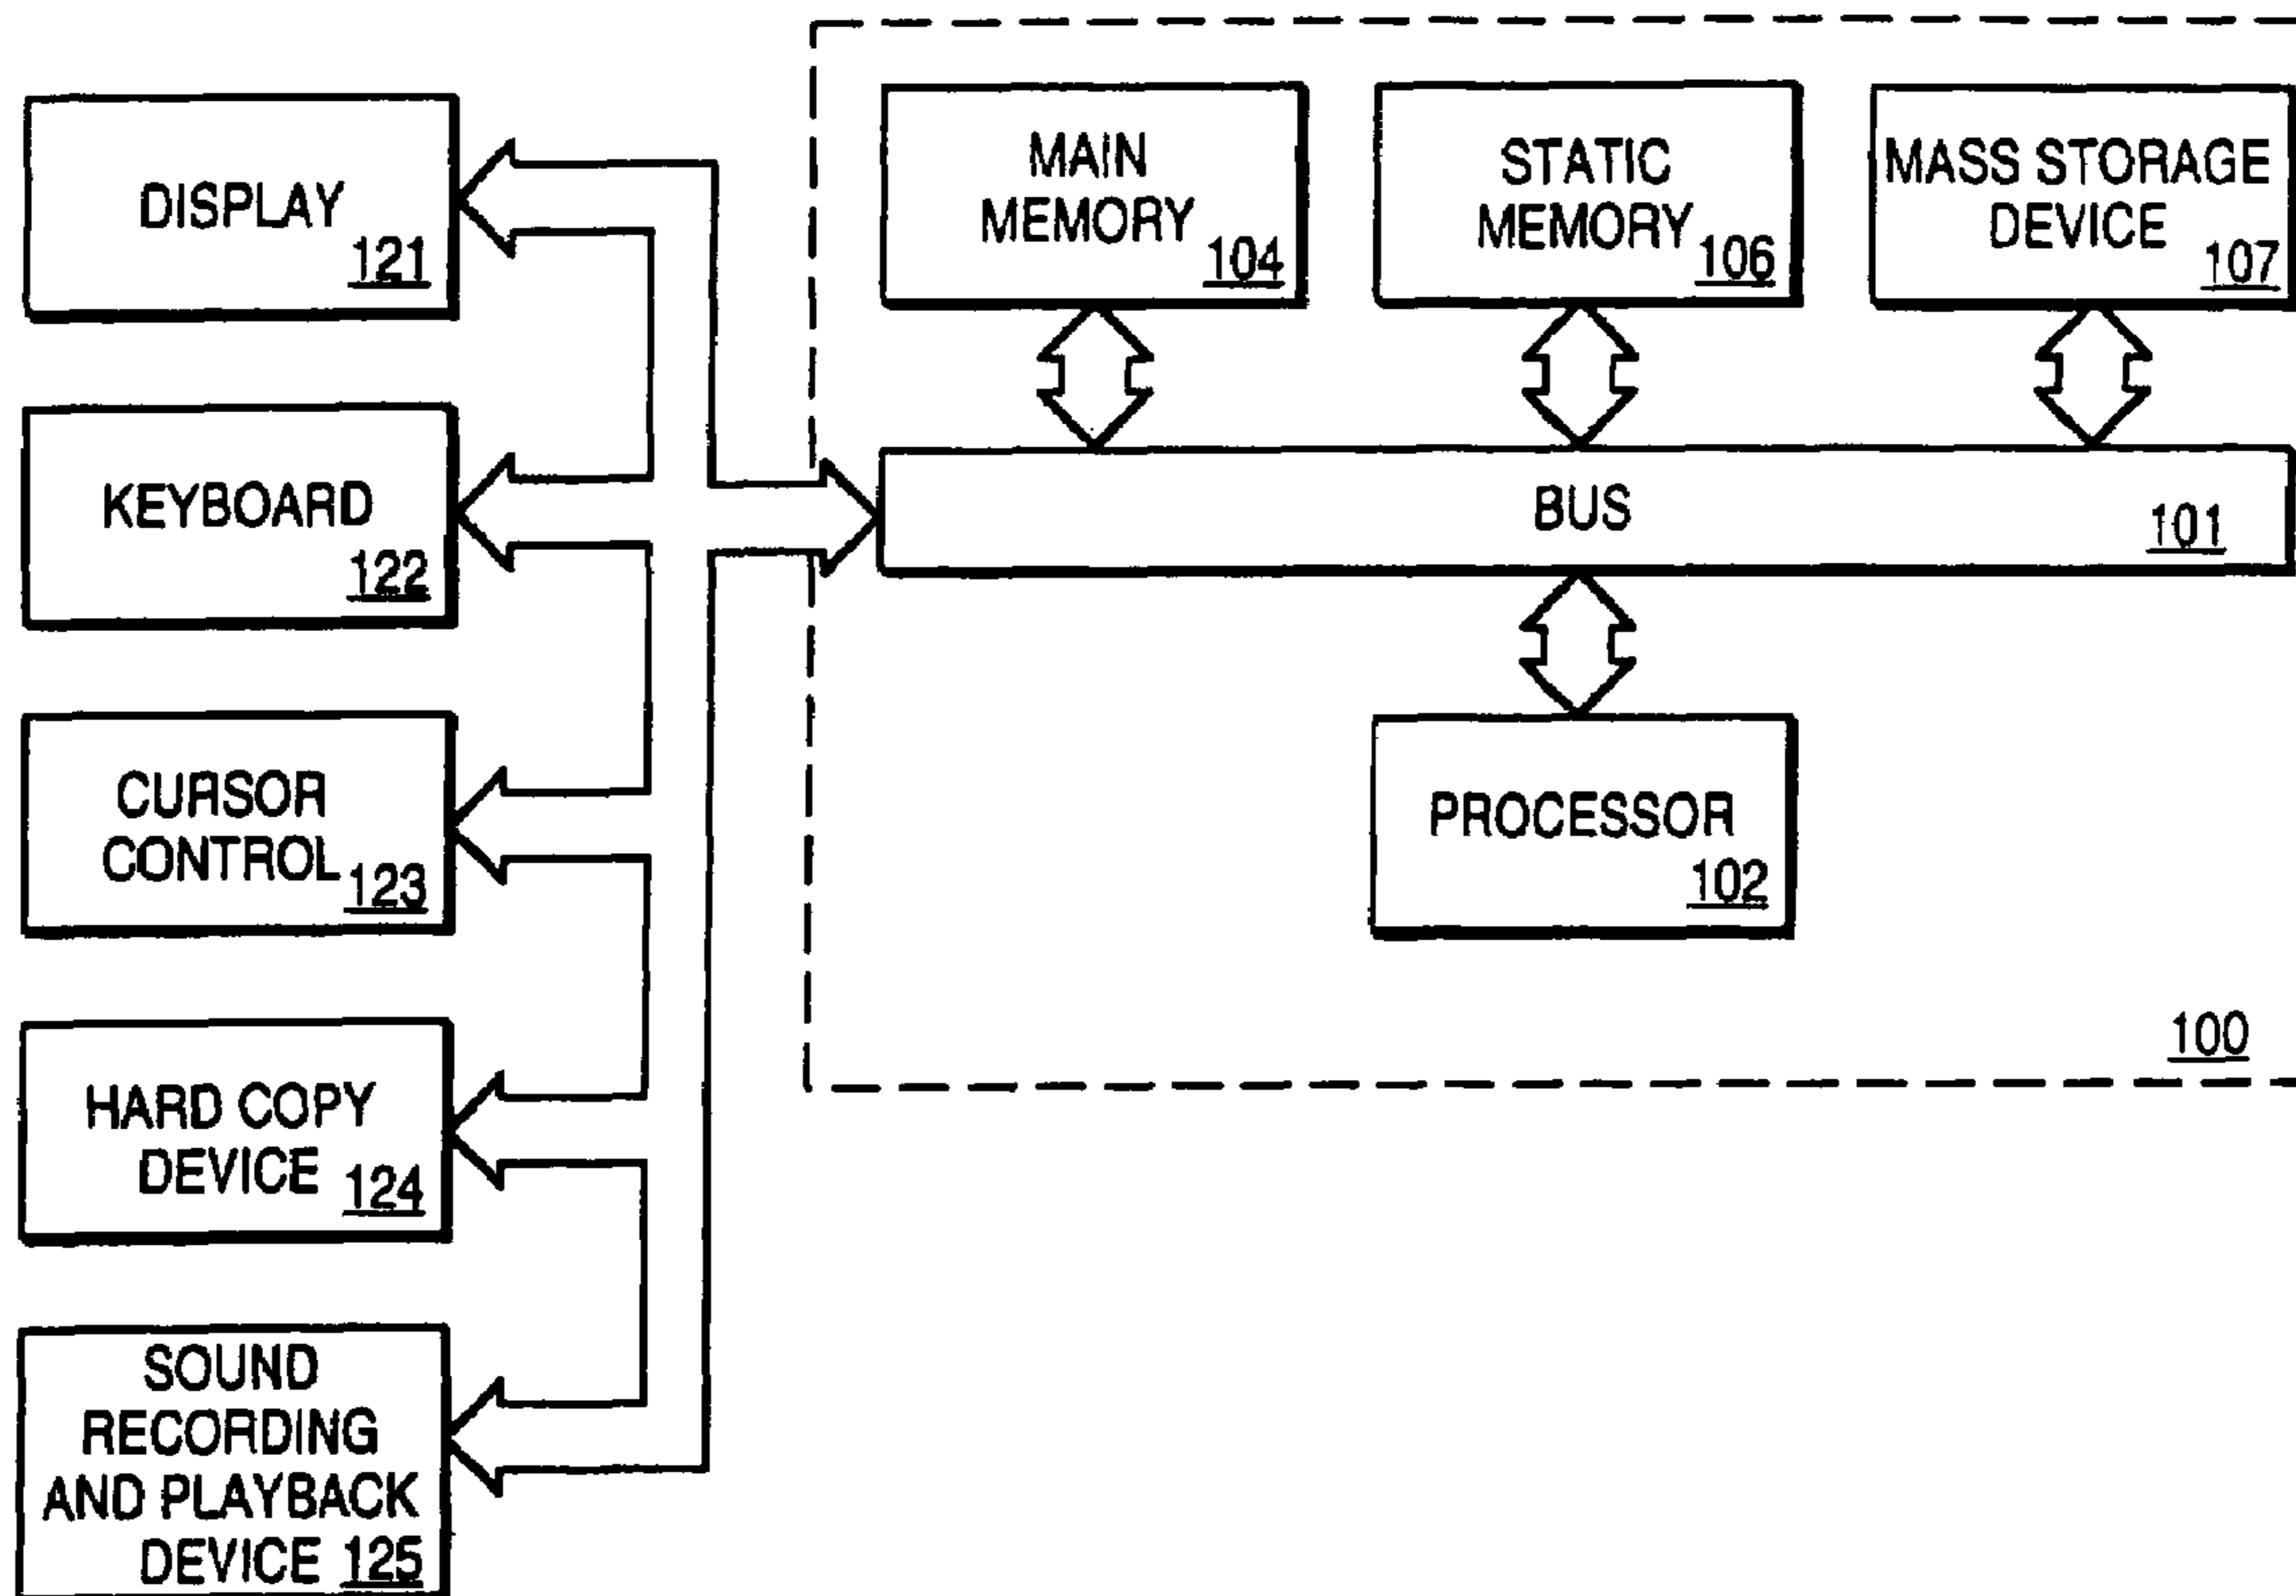 DISPLAY
121
KEYBOARD
122
CURSOR
CONTROL 123
HARD COPY
DEVICE 124
SOUND
RECORDING
AND PLAYBACK
DEVICE 125
MAIN
MEMORY
104
STATIC
MEMORY
106
MASS STORAGE
DEVICE
107
BUS
101
PROCESSOR
102
100